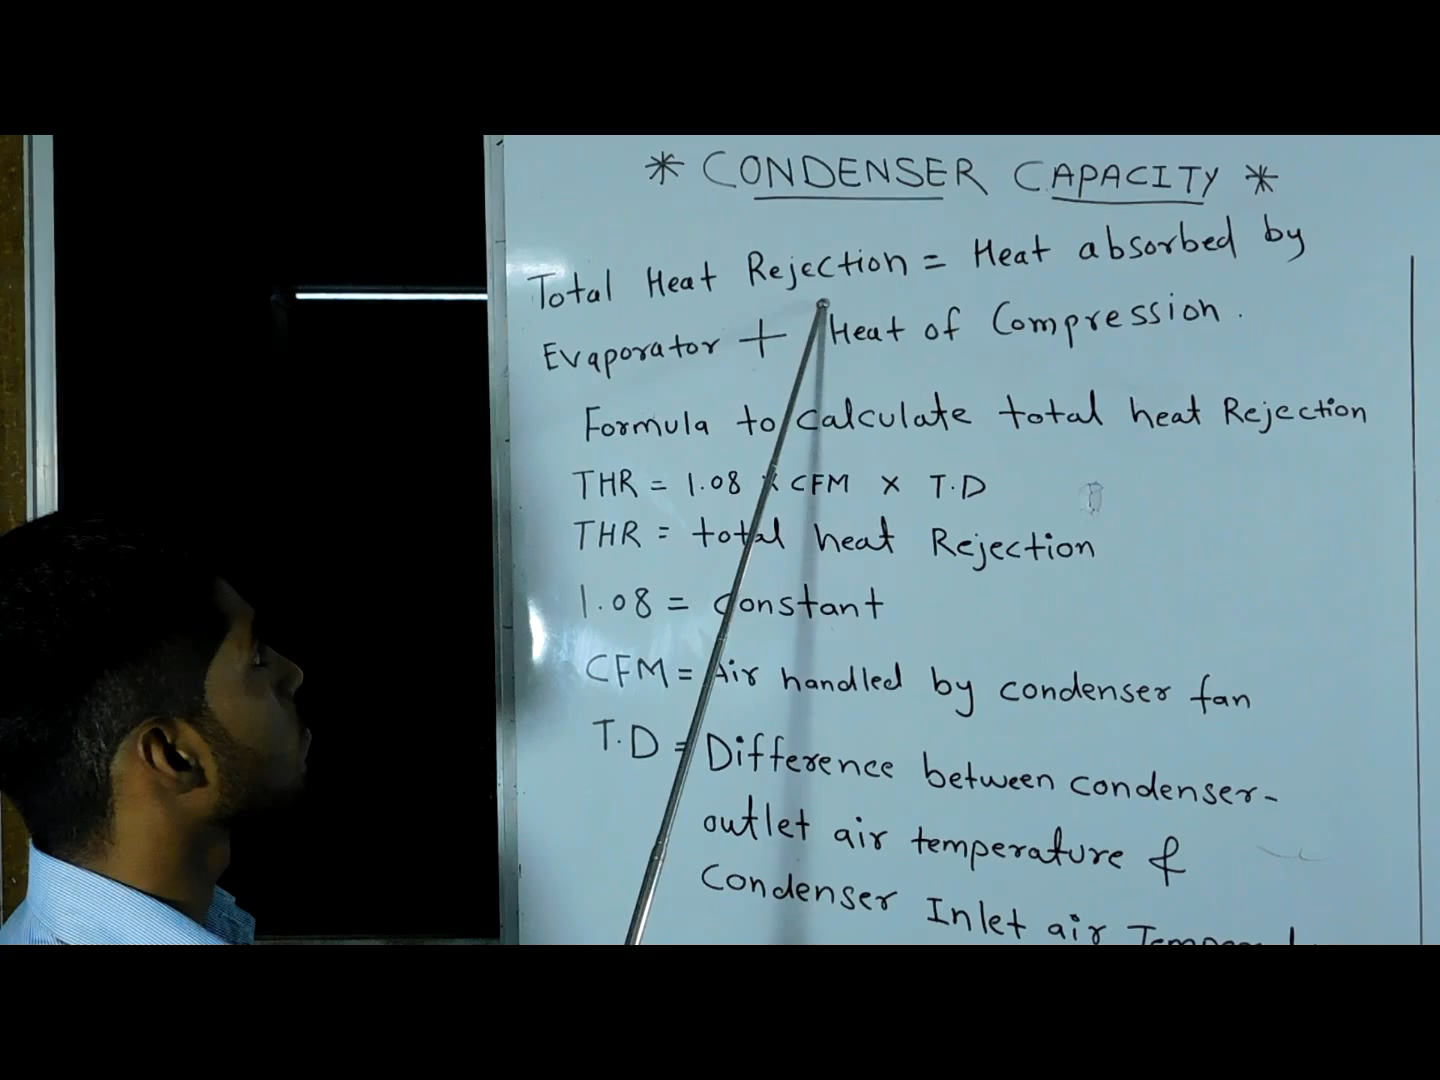 * CONDENSER CAPACITY *
Total Heat Rejection = Heat absorbed by
Evaporator + Heat of Compression.
Formula to calculate total heat Rejection
THR = 1.08 x CFM x T.D
THR = total heat Rejection
1.08 = constant
CFM = Air handled by condenser fan
T.D = Difference between condenser-
outlet air temperature &
Condenser Inlet air